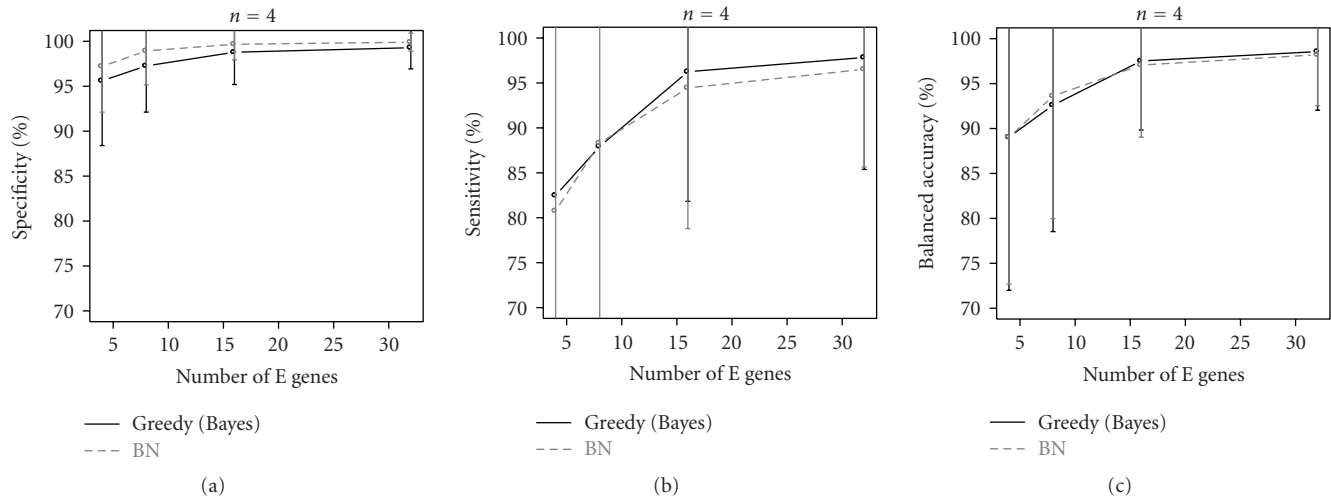 n = 4
100
95
90
85
80
75
70
Specificity (%)
5 10 15 20 25 30
Number of E genes
Greedy (Bayes)
BN
(a)
n = 4
100
95
90
85
80
75
70
Sensitivity (%)
5 10 15 20 25 30
Number of E genes
Greedy (Bayes)
BN
(b)
n = 4
100
95
90
85
80
75
70
Balanced accuracy (%)
5 10 15 20 25 30
Number of E genes
Greedy (Bayes)
BN
(c)